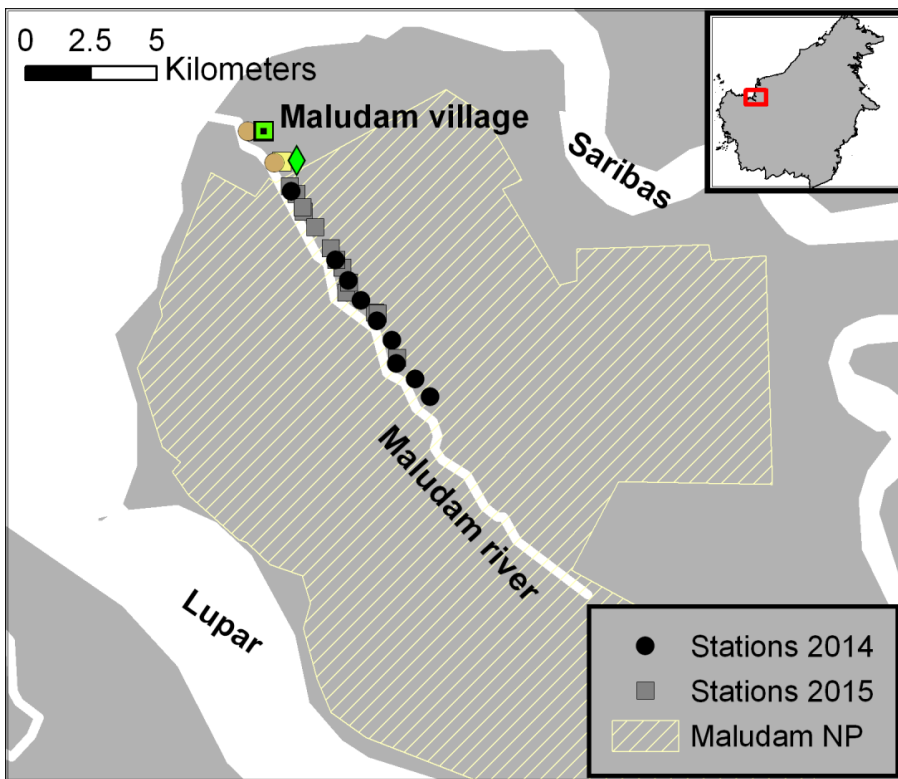 0 2.5 5
Kilometers
Maludam village
Saribas
Maludam river
Lupar
Stations 2014
Stations 2015
Maludam NP